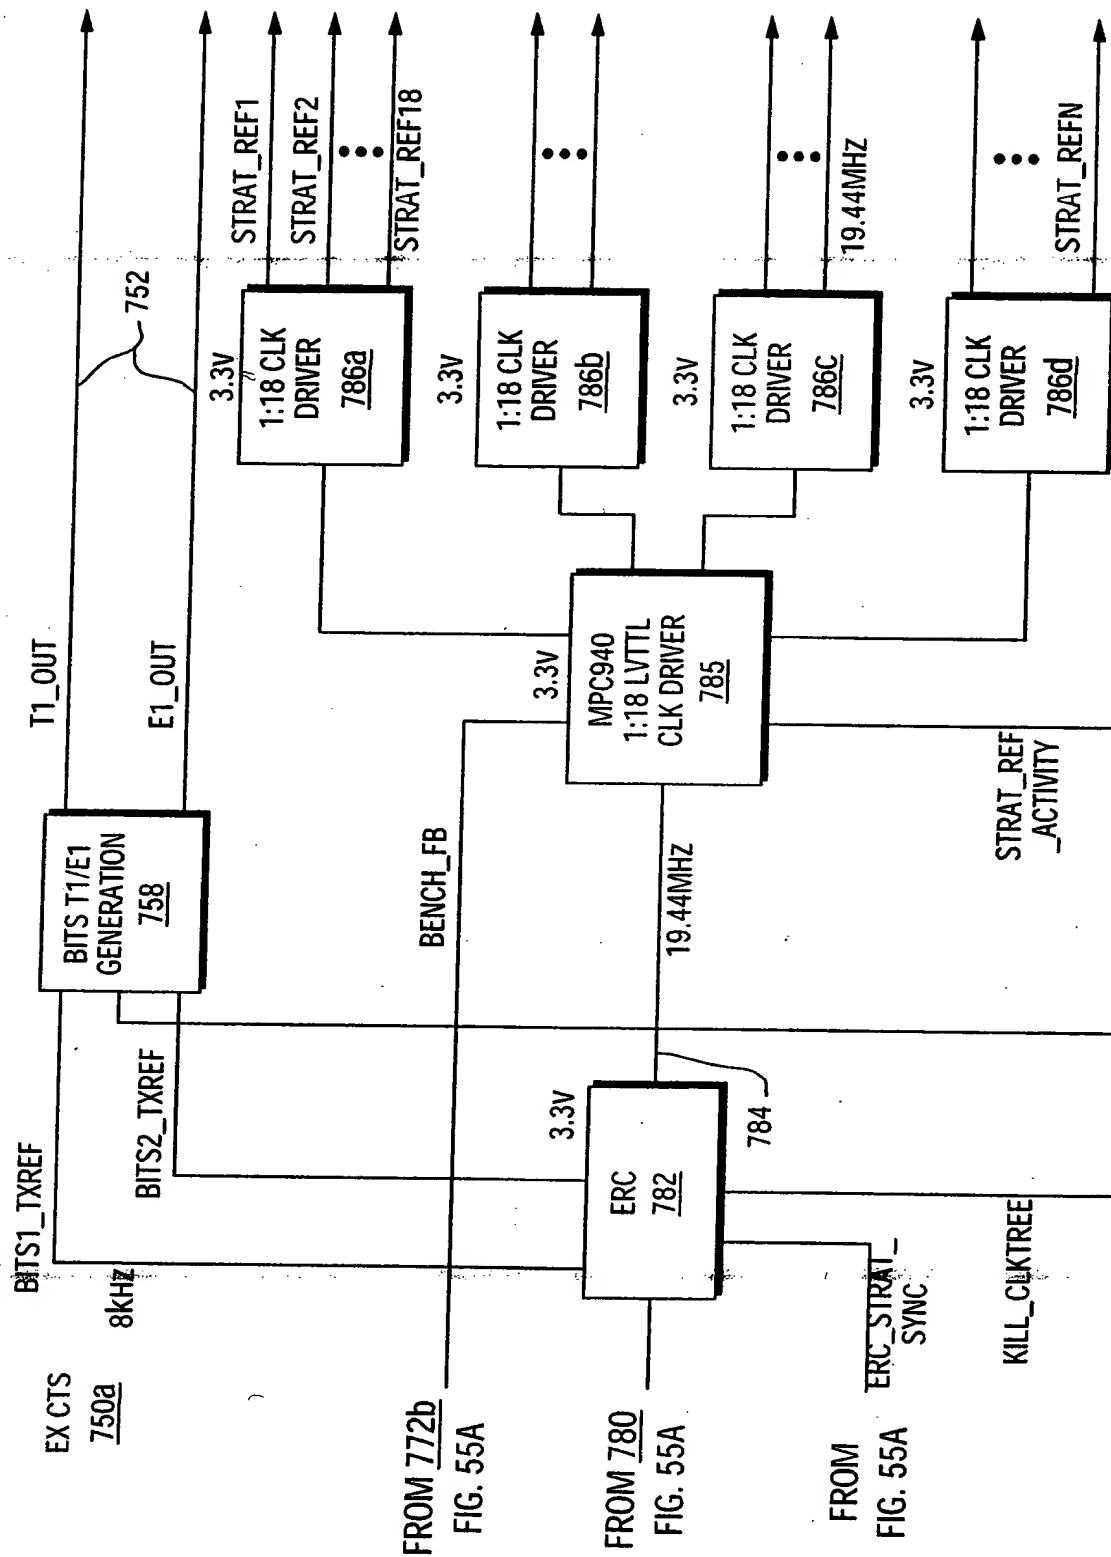 EX CTS
750a
BITS1_TXREF
8kHz
BITS2_TXREF
BITS T1/E1
GENERATION
758
T1_OUT
E1_OUT
752
STRAT_REF1
STRAT_REF2
STRAT_REF18
3.3V
1:18 CLK
DRIVER
786a
FROM 772b
FIG. 55A
BENCH_FB
3.3V
1:18 CLK
DRIVER
786b
FROM 780
FIG. 55A
3.3V
ERC
782
784
19.44MHZ
3.3V
MPC940
1:18 LVTTL
CLK DRIVER
785
3.3V
1:18 CLK
DRIVER
786c
19.44MHZ
FROM
FIG. 55A
ERC_STRAT_
SYNC
KILL_CLKTREE
STRAT_REF
_ACTIVITY
3.3V
1:18 CLK
DRIVER
786d
STRAT_REFN